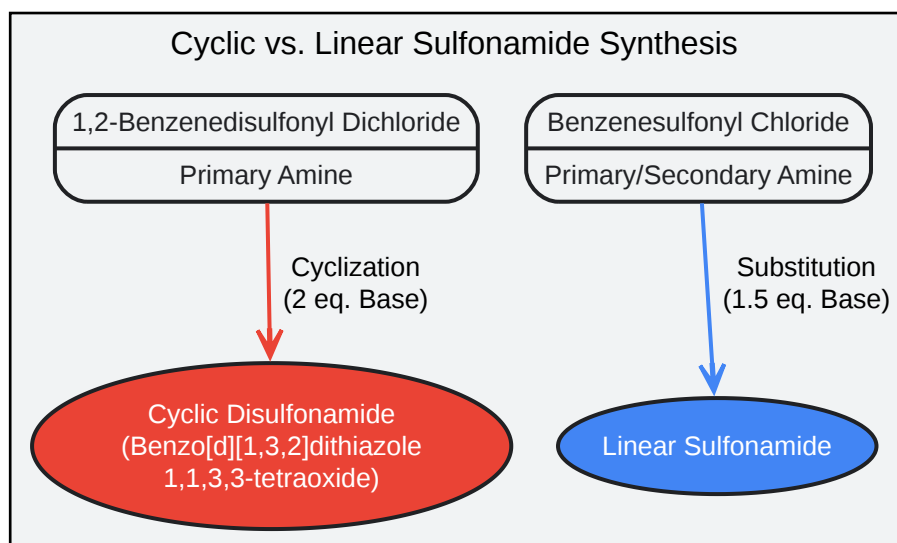 Cyclic vs. Linear Sulfonamide Synthesis
1,2-Benzenedisulfonyl Dichloride
Primary Amine
Benzenesulfonyl Chloride
Primary/Secondary Amine
Cyclization
(2 eq. Base)
Substitution
(1.5 eq. Base)
Cyclic Disulfonamide
(Benzo[d][1,3,2]dithiazole
1,1,3,3-tetraoxide)
Linear Sulfonamide